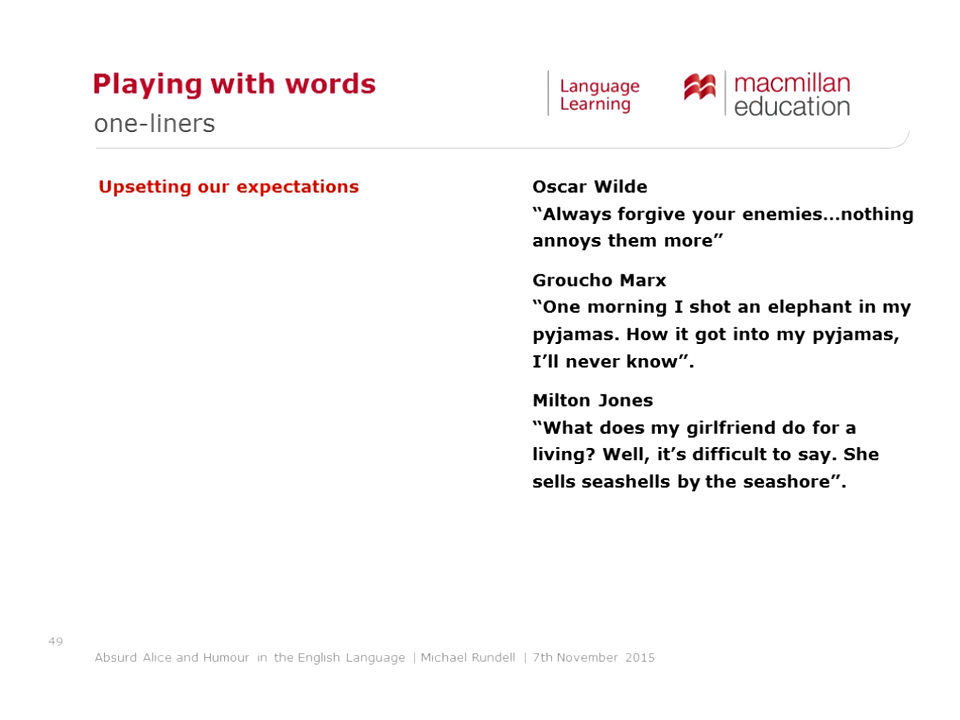 Playing with words
one-liners
Language
Learning
macmillan
education
Upsetting our expectations
Oscar Wilde
“Always forgive your enemies…nothing
annoys them more”
Groucho Marx
“One morning I shot an elephant in my
pyjamas. How it got into my pyjamas,
I’ll never know”.
Milton Jones
“What does my girlfriend do for a
living? Well, it’s difficult to say. She
sells seashells by the seashore”.
49
Absurd Alice and Humour in the English Language | Michael Rundell | 7th November 2015